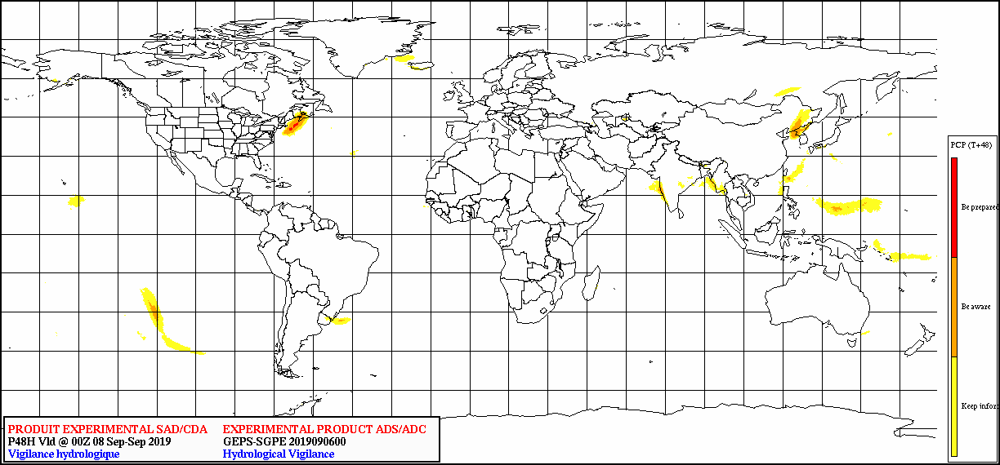 PCP (T+48)
Be prepared
Be aware
Keep infor
PRODUIT EXPERIMENTAL SAD/CDA EXPERIMENTAL PRODUCT ADS/ADC
P48H Vld @ 00Z 08 Sep-Sep 2019 GEPS-SGPE 2019090600
Vigilance hydrologique Hydrological Vigilance